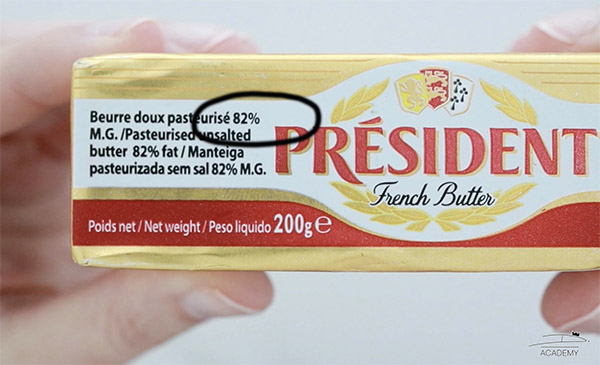 Beurre doux pasteurisé 82%
M.G. /Pasteurised unsalted
butter 82% fat / Manteiga
pasteurizada sem sal 82% M.G.
PRÉSIDENT
French Butter
Poids net / Net weight / Peso liquido 200g e
ACADEMY